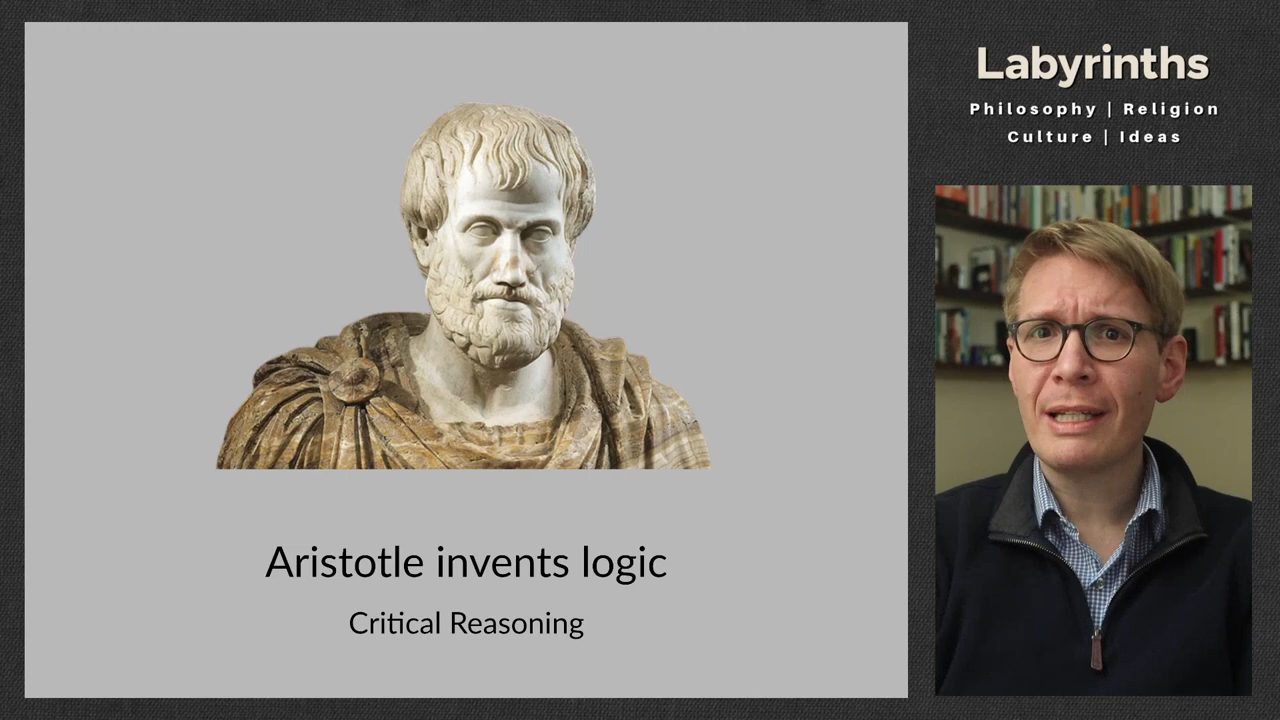 Aristotle invents logic
Critical Reasoning
Labyrinths
Philosophy | Religion
Culture | Ideas